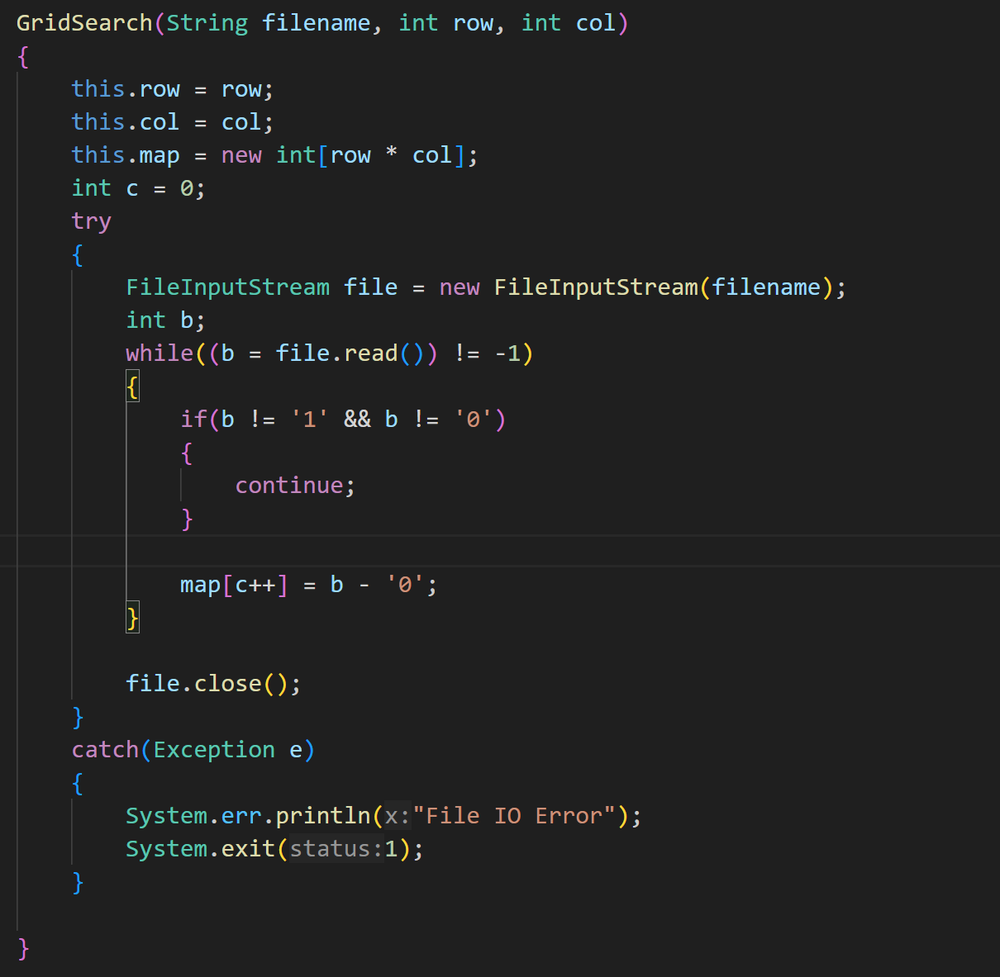 GridSearch(String filename, int row, int col)
{
    this.row = row;
    this.col = col;
    this.map = new int[row * col];
    int c = 0;
    try
    {
        FileInputStream file = new FileInputStream(filename);
        int b;
        while((b = file.read()) != -1)
        {
            if(b != '1' && b != '0')
            {
                continue;
            }

            map[c++] = b - '0';
        }

        file.close();
    }
    catch(Exception e)
    {
        System.err.println(x:"File IO Error");
        System.exit(status:1);
    }

}